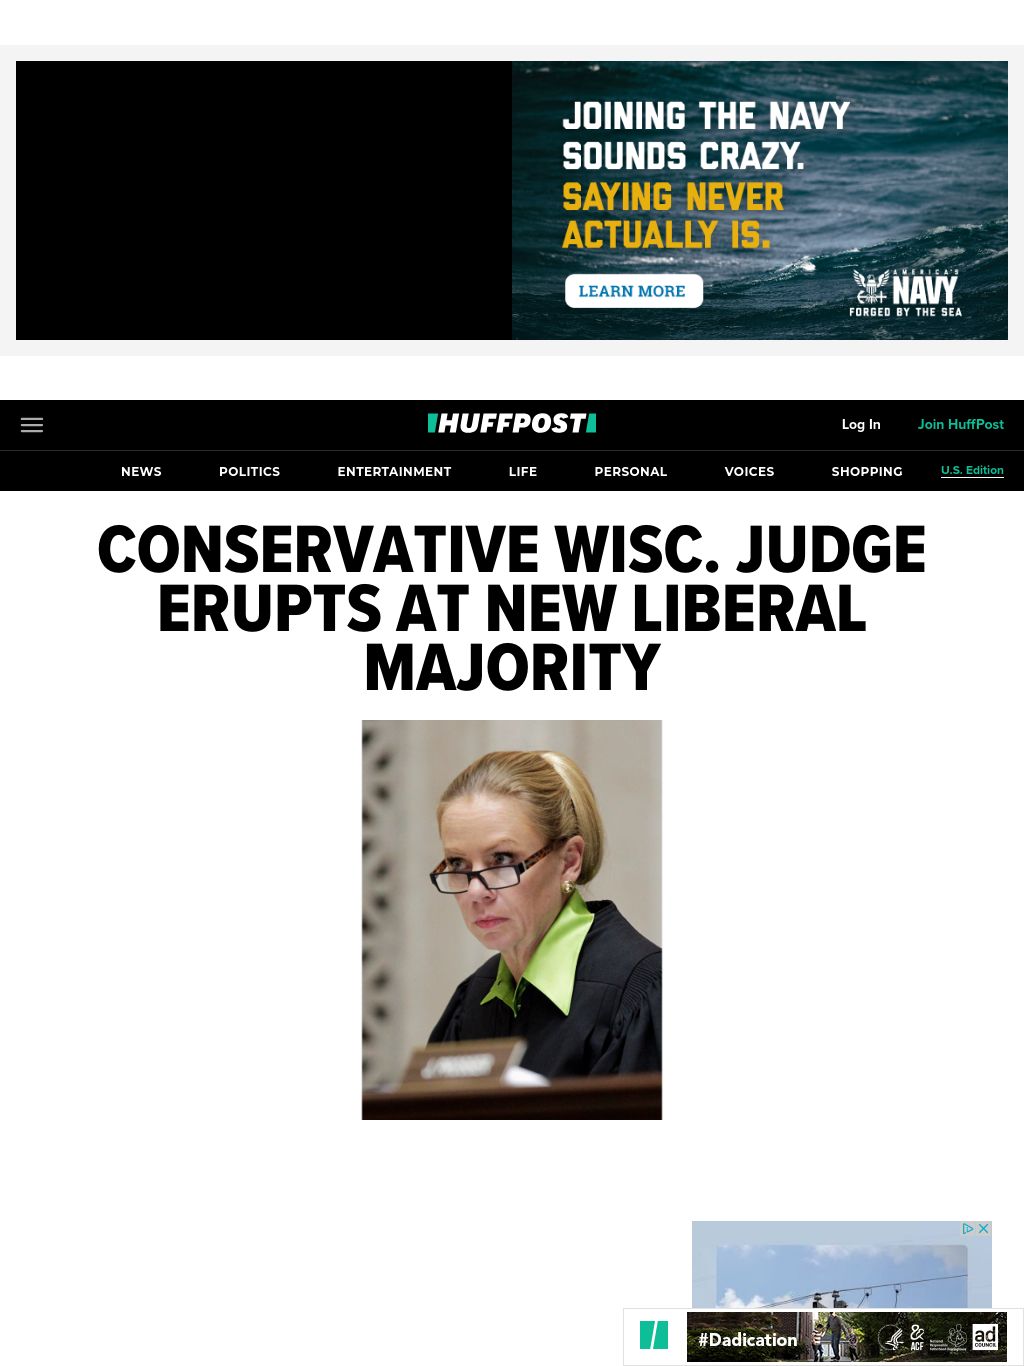 JOINING THE NAVY
SOUNDS CRAZY.
SAYING NEVER
ACTUALLY IS.
LEARN MORE
AMERICA'S
NAVY
FORGED BY THE SEA
HUFFPOST
Log In
Join HuffPost
NEWS
POLITICS
ENTERTAINMENT
LIFE
PERSONAL
VOICES
SHOPPING
U.S. Edition
CONSERVATIVE WISC. JUDGE
ERUPTS AT NEW LIBERAL
MAJORITY
#Dadication
ACF
ad
COUNCIL